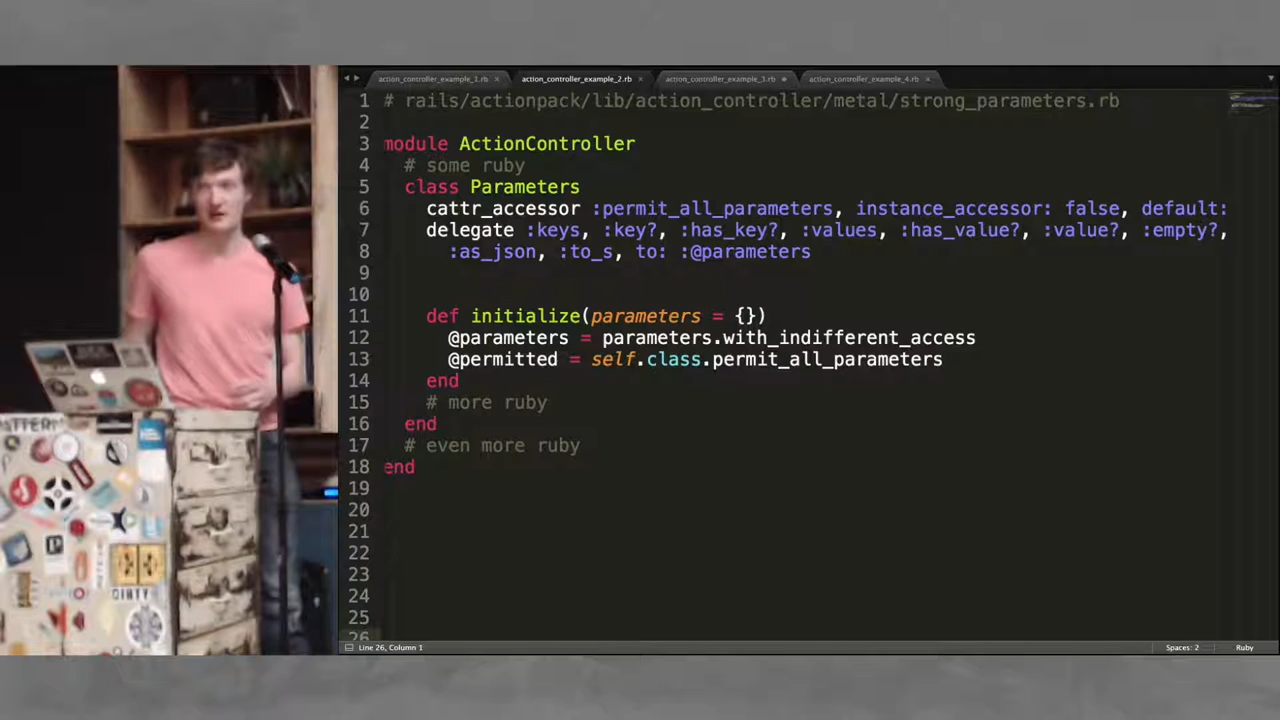 action_controller_example_1.rb
action_controller_example_2.rb
action_controller_example_3.rb
action_controller_example_4.rb
1 # rails/actionpack/lib/action_controller/metal/strong_parameters.rb
2
3 module ActionController
4 # some ruby
5 class Parameters
6 cattr_accessor :permit_all_parameters, instance_accessor: false, default:
7 delegate :keys, :key?, :has_key?, :values, :has_value?, :value?, :empty?,
8 :as_json, :to_s, to: :@parameters
9
10
11 def initialize(parameters = {})
12 @parameters = parameters.with_indifferent_access
13 @permitted = self.class.permit_all_parameters
14 end
15 # more ruby
16 end
17 # even more ruby
18 end
19
20
21
22
23
24
25
26
Line 26, Column 1
Spaces: 2
Ruby
PATTERN
DIRTY